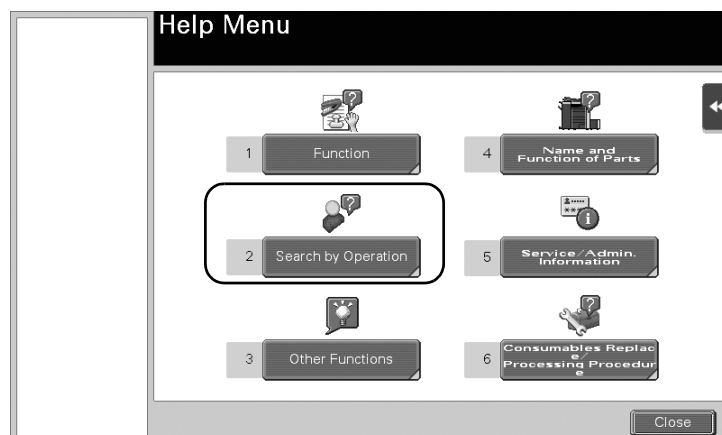 Help Menu
1 Function
2 Search by Operation
3 Other Functions
4 Name and
Function of Parts
5 Service/Admin.
Information
6 Consumables Replac
e/
Processing Procedur
e
Close